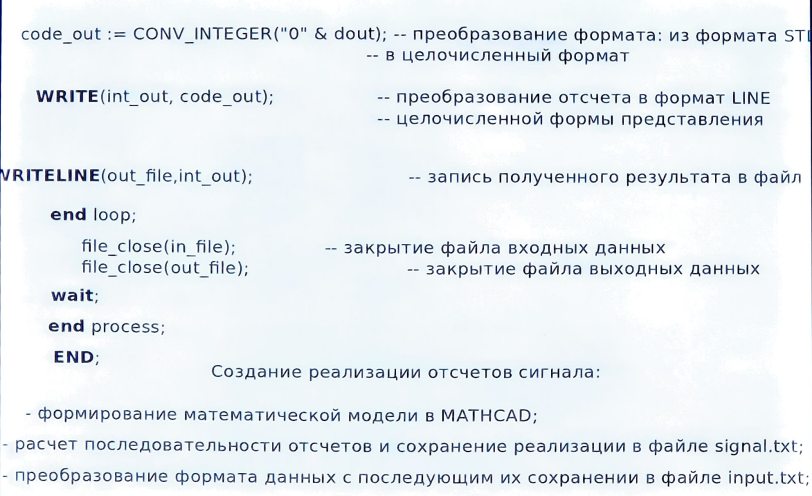 code_out := CONV_INTEGER("0" & dout); -- преобразование формата: из формата
-- в целочисленный формат
WRITE(int_out, code_out); -- преобразование отсчета в формат LINE
-- целочисленной формы представления
WRITELINE(out_file,int_out); -- запись полученного результата в файл
end loop;
file_close(in_file); -- закрытие файла входных данных
file_close(out_file); -- закрытие файла выходных данных
wait;
end process;
END;
Создание реализации отсчетов сигнала:
- формирование математической модели в MATHCAD;
- расчет последовательности отсчетов и сохранение реализации в файле signal.txt;
- преобразование формата данных с последующим их сохранении в файле input.txt;